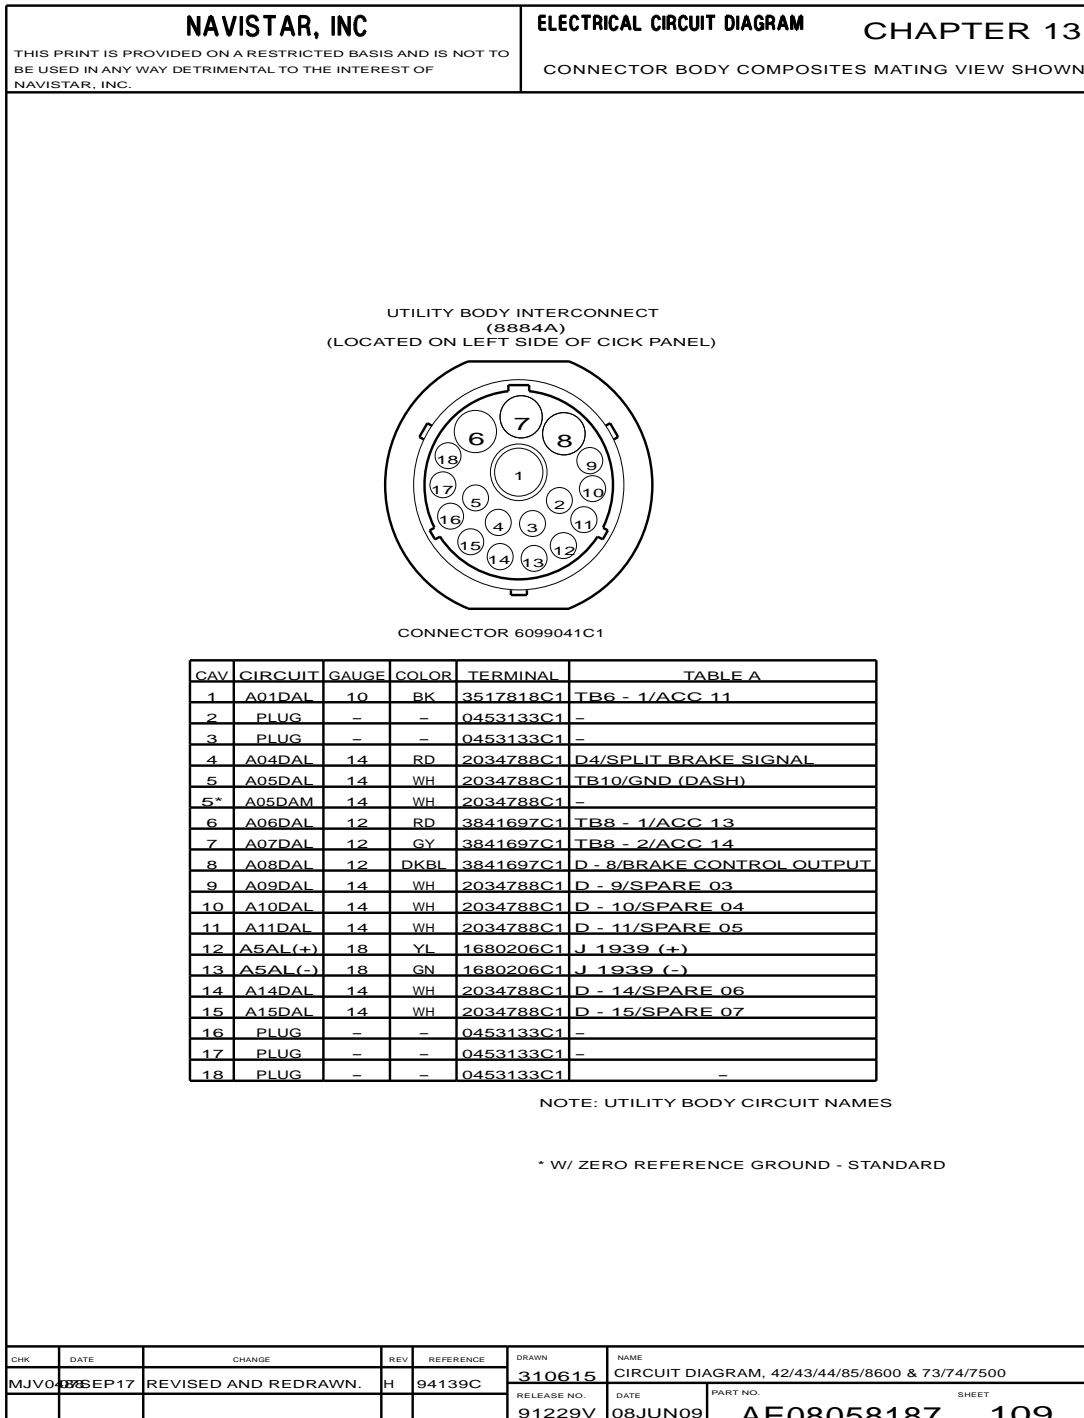 NAVISTAR, INC
THIS PRINT IS PROVIDED ON A RESTRICTED BASIS AND IS NOT TO
BE USED IN ANY WAY DETRIMENTAL TO THE INTEREST OF
NAVISTAR, INC.
ELECTRICAL CIRCUIT DIAGRAM CHAPTER 13
CONNECTOR BODY COMPOSITES MATING VIEW SHOWN
UTILITY BODY INTERCONNECT
(8884A)
(LOCATED ON LEFT SIDE OF CICK PANEL)
7
6 8
18 9
1
17 10
5 2
16 4 3 11
15 12
14 13
CONNECTOR 6099041C1
CAV CIRCUIT GAUGE COLOR TERMINAL TABLE A
1 A01DAL 10 BK 3517818C1 TB6 - 1/ACC 11
2 PLUG – – 0453133C1 –
3 PLUG – – 0453133C1 –
4 A04DAL 14 RD 2034788C1 D4/SPLIT BRAKE SIGNAL
5 A05DAL 14 WH 2034788C1 TB10/GND (DASH)
5* A05DAM 14 WH 2034788C1 –
6 A06DAL 12 RD 3841697C1 TB8 - 1/ACC 13
7 A07DAL 12 GY 3841697C1 TB8 - 2/ACC 14
8 A08DAL 12 DKBL 3841697C1 D - 8/BRAKE CONTROL OUTPUT
9 A09DAL 14 WH 2034788C1 D - 9/SPARE 03
10 A10DAL 14 WH 2034788C1 D - 10/SPARE 04
11 A11DAL 14 WH 2034788C1 D - 11/SPARE 05
12 A5AL(+) 18 YL 1680206C1 J 1939 (+)
13 A5AL(-) 18 GN 1680206C1 J 1939 (-)
14 A14DAL 14 WH 2034788C1 D - 14/SPARE 06
15 A15DAL 14 WH 2034788C1 D - 15/SPARE 07
16 PLUG – – 0453133C1 –
17 PLUG – – 0453133C1 –
18 PLUG – – 0453133C1 –
NOTE: UTILITY BODY CIRCUIT NAMES
* W/ ZERO REFERENCE GROUND - STANDARD
CHK DATE CHANGE REV REFERENCE DRAWN NAME
REVISED AND REDRAWN. H 94139C 310615 CIRCUIT DIAGRAM, 42/43/44/85/8600 & 73/74/7500
RELEASE NO. DATE PART NO. SHEET
91229V 08JUN09 AE08058187 109